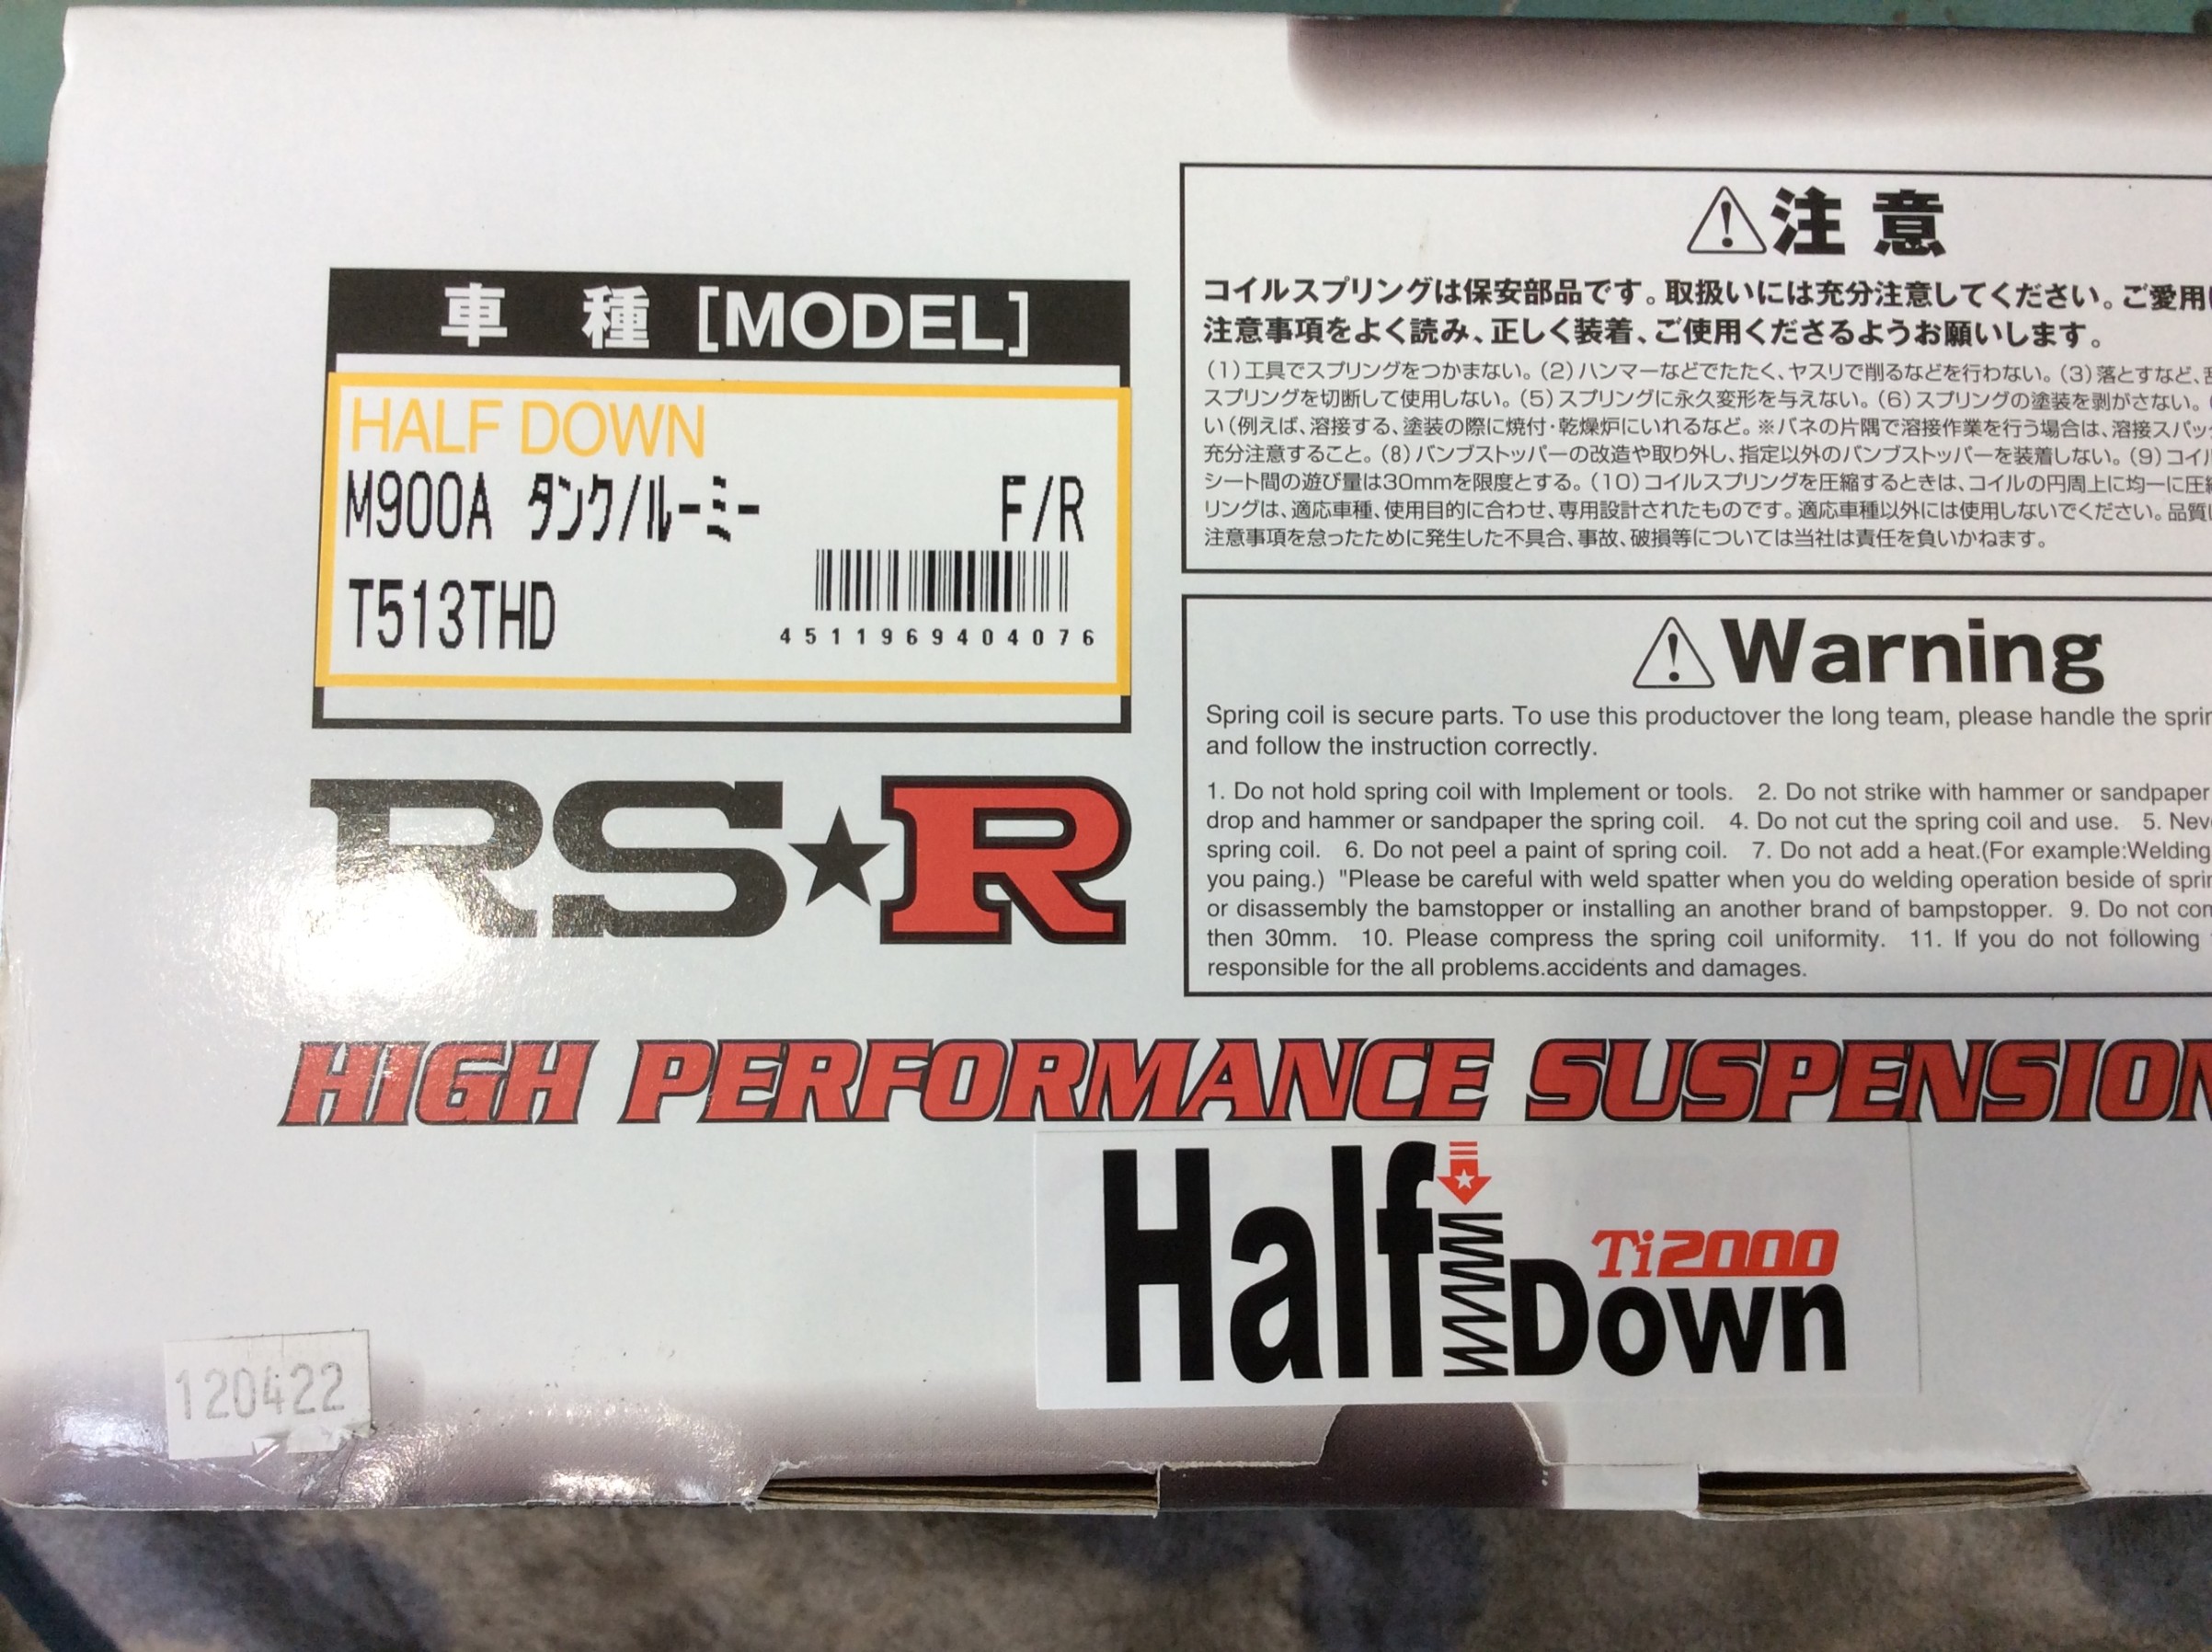 車 種 [MODEL]
HALF DOWN
M900A タンク/ルーミー F/R
T513THD
4511969404076
RS★R
HIGH PERFORMANCE SUSPENSION
Half Down
Ti2000
120422
注意
コイルスプリングは保安部品です。取扱いには充分注意してください。ご愛用
注意事項をよく読み、正しく装着、ご使用くださるようお願いします。
(1)工具でスプリングをつかまない。(2)ハンマーなどでたたく、ヤスリで削るなどを行わない。(3)落とすなど、
スプリングを切断して使用しない。(5)スプリングに永久変形を与えない。(6)スプリングの塗装を剥がさない。
い(例えば、溶接する、塗装の際に焼付・乾燥炉にいれるなど。※バネの片隅で溶接作業を行う場合は、溶接スパッ
充分注意すること。(8)バンプストッパーの改造や取り外し、指定以外のバンプストッパーを装着しない。(9)コイル
シート間の遊び量は30mmを限度とする。(10)コイルスプリングを圧縮するときは、コイルの円周上に均一に圧縮
リングは、適応車種、使用目的に合わせ、専用設計されたものです。適応車種以外には使用しないでください。品質
注意事項を怠ったために発生した不具合、事故、破損等については当社は責任を負いかねます。
Warning
Spring coil is secure parts. To use this productover the long team, please handle the sprin
and follow the instruction correctly.
1. Do not hold spring coil with Implement or tools. 2. Do not strike with hammer or sandpaper
drop and hammer or sandpaper the spring coil. 4. Do not cut the spring coil and use. 5. Nev
spring coil. 6. Do not peel a paint of spring coil. 7. Do not add a heat.(For example:Welding
you paing.) "Please be careful with weld spatter when you do welding operation beside of sprin
or disassembly the bamstopper or installing an another brand of bampstopper. 9. Do not con
then 30mm. 10. Please compress the spring coil uniformity. 11. If you do not following
responsible for the all problems.accidents and damages.